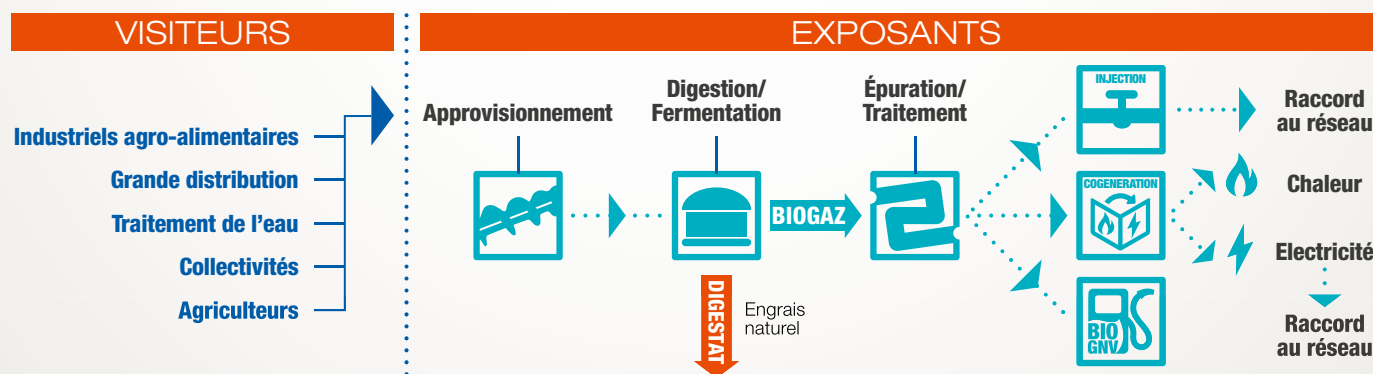 VISITEURS
EXPOSANTS
Industriels agro-alimentaires
Grande distribution
Traitement de l’eau
Collectivités
Agriculteurs
Approvisionnement
Digestion/
Fermentation
BIOGAZ
DIGESTAT
Engrais
naturel
Épuration/
Traitement
INJECTION
Raccord
au réseau
COGENERATION
Chaleur
Electricité
Raccord
au réseau
BIO
GNV